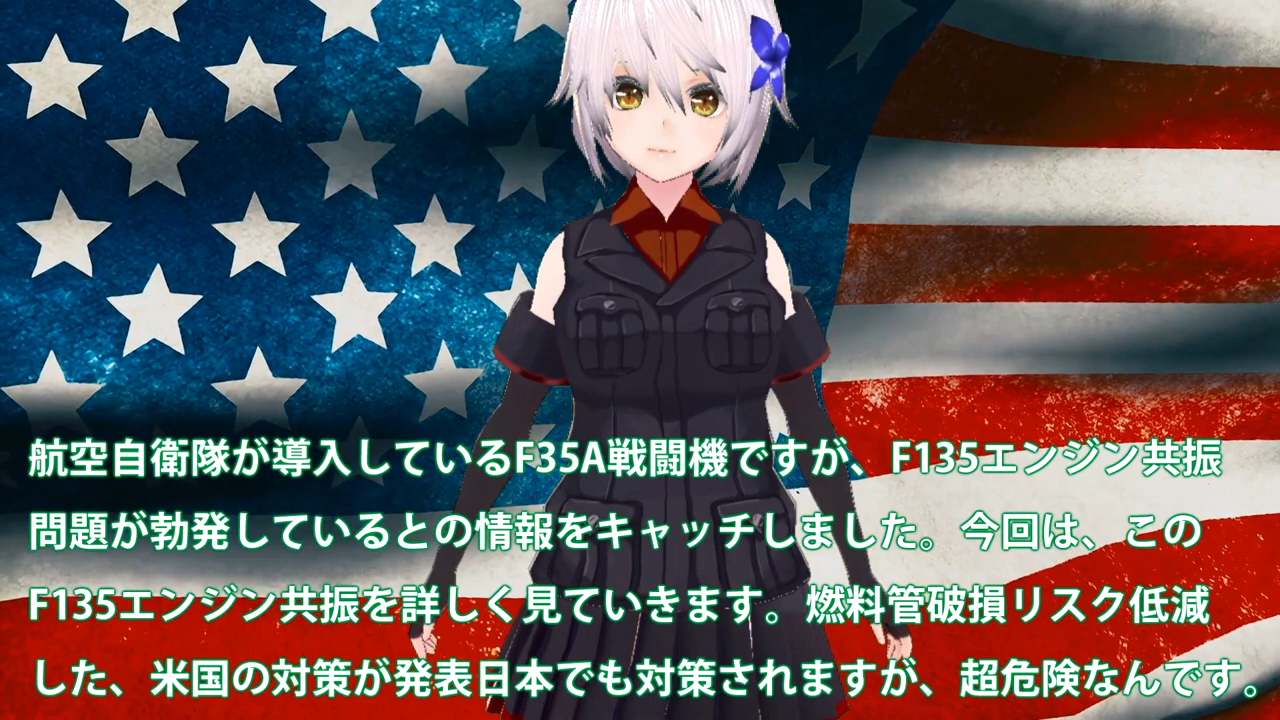 航空自衛隊が導入しているF35A戦闘機ですが、F135エンジン共振
問題が勃発しているとの情報をキャッチしました。今回は、この
F135エンジン共振を詳しく見ていきます。燃料管破損リスク低減
した、米国の対策が発表日本でも対策されますが、超危険なんです。